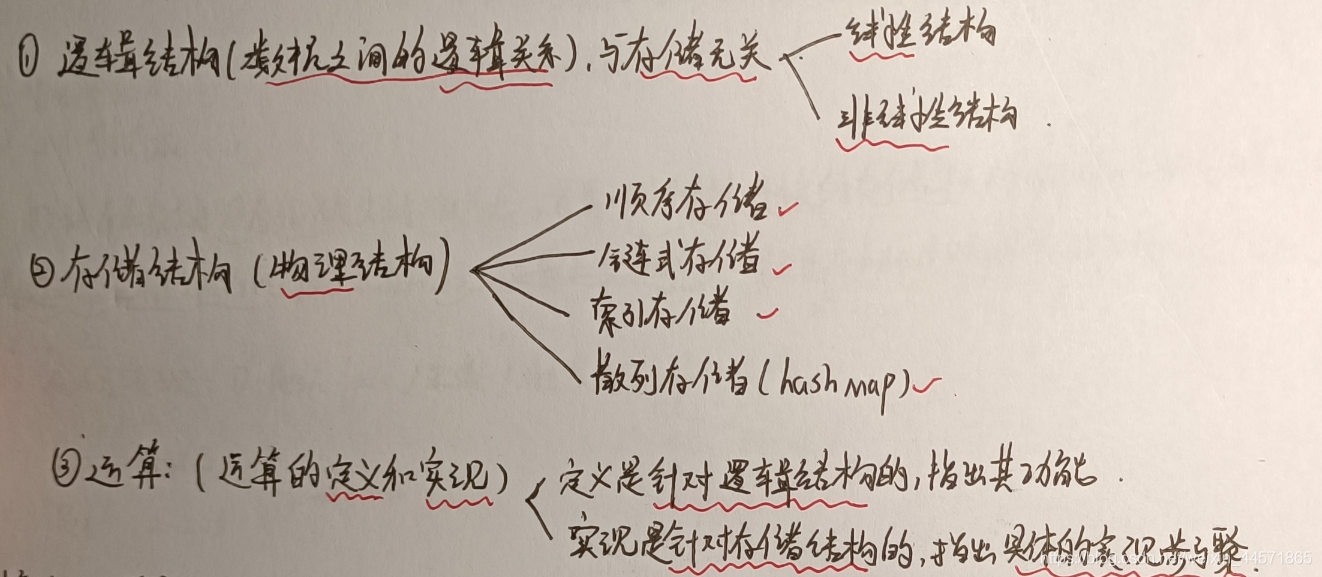 ① 逻辑结构(数据之间的逻辑关系),与存储无关
线性结构
非线性结构.
② 存储结构(物理结构)
顺序存储
链式存储
索引存储
散列存储(hash map)
③ 运算:(运算的定义和实现)
定义是针对逻辑结构的,指出其功能.
实现是针对存储结构的,指出具体的实现步骤.